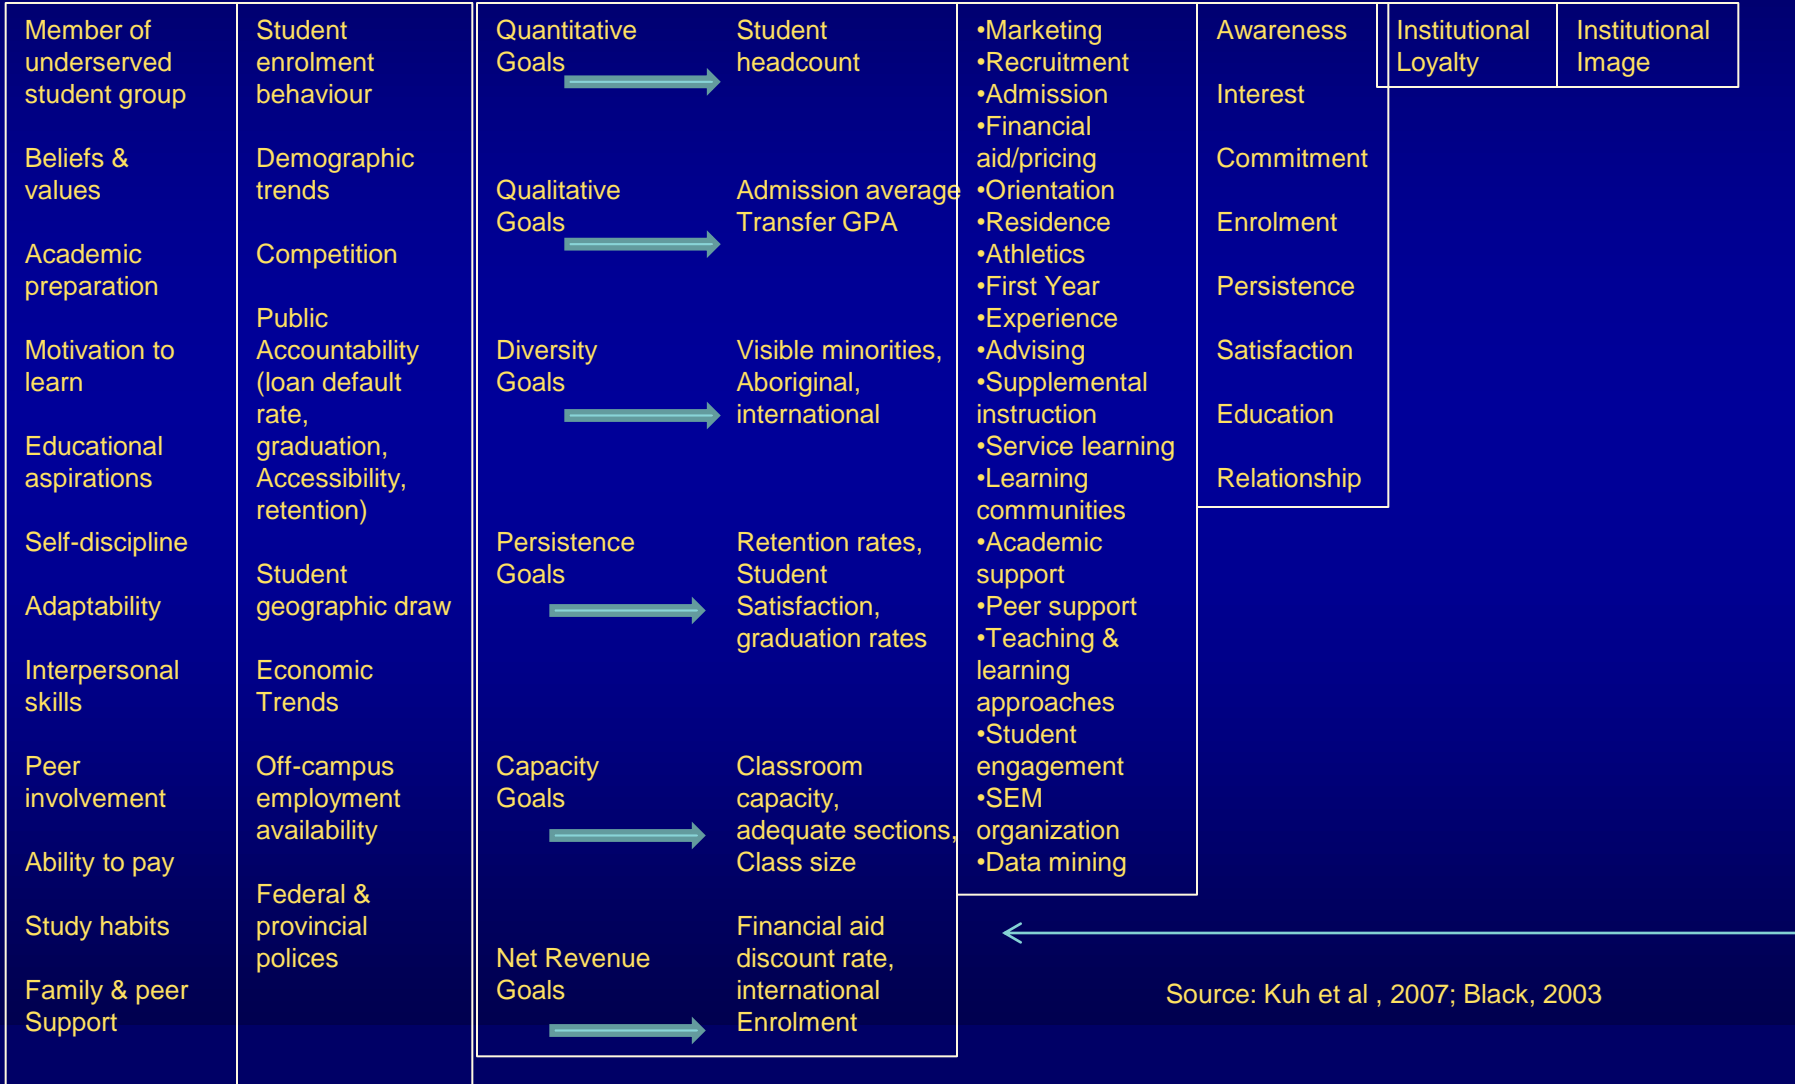 Member of
underserved
student group
Beliefs &
values
Academic
preparation
Motivation to
learn
Educational
aspirations
Self-discipline
Adaptability
Interpersonal
skills
Peer
involvement
Ability to pay
Study habits
Family & peer
Support
Student
enrolment
behaviour
Demographic
trends
Competition
Public
Accountability
(loan default
rate,
graduation,
Accessibility,
retention)
Student
geographic draw
Economic
Trends
Off-campus
employment
availability
Federal &
provincial
polices
Quantitative
Goals
Student
headcount
Qualitative
Goals
Admission average
Transfer GPA
Diversity
Goals
Visible minorities,
Aboriginal,
international
Persistence
Goals
Retention rates,
Student
Satisfaction,
graduation rates
Capacity
Goals
Classroom
capacity,
adequate sections,
Class size
Net Revenue
Goals
Financial aid
discount rate,
international
Enrolment
•Marketing
•Recruitment
•Admission
•Financial
aid/pricing
•Orientation
•Residence
•Athletics
•First Year
•Experience
•Advising
•Supplemental
instruction
•Service learning
•Learning
communities
•Academic
support
•Peer support
•Teaching &
learning
approaches
•Student
engagement
•SEM
organization
•Data mining
Awareness
Interest
Commitment
Enrolment
Persistence
Satisfaction
Education
Relationship
Institutional
Loyalty
Institutional
Image
Source: Kuh et al , 2007; Black, 2003